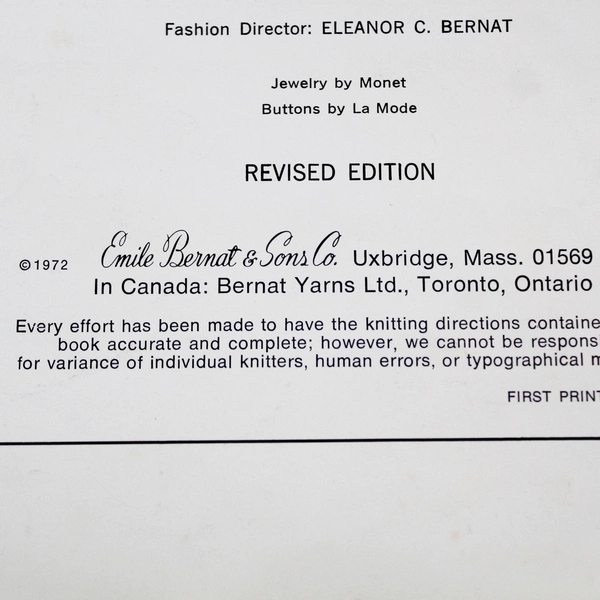 Fashion Director: ELEANOR C. BERNAT
Jewelry by Monet
Buttons by La Mode
REVISED EDITION
©1972 Emile Bernat & Sons Co. Uxbridge, Mass. 01569
In Canada: Bernat Yarns Ltd., Toronto, Ontario
Every effort has been made to have the knitting directions containe
book accurate and complete; however, we cannot be respons
for variance of individual knitters, human errors, or typographical m
FIRST PRINT